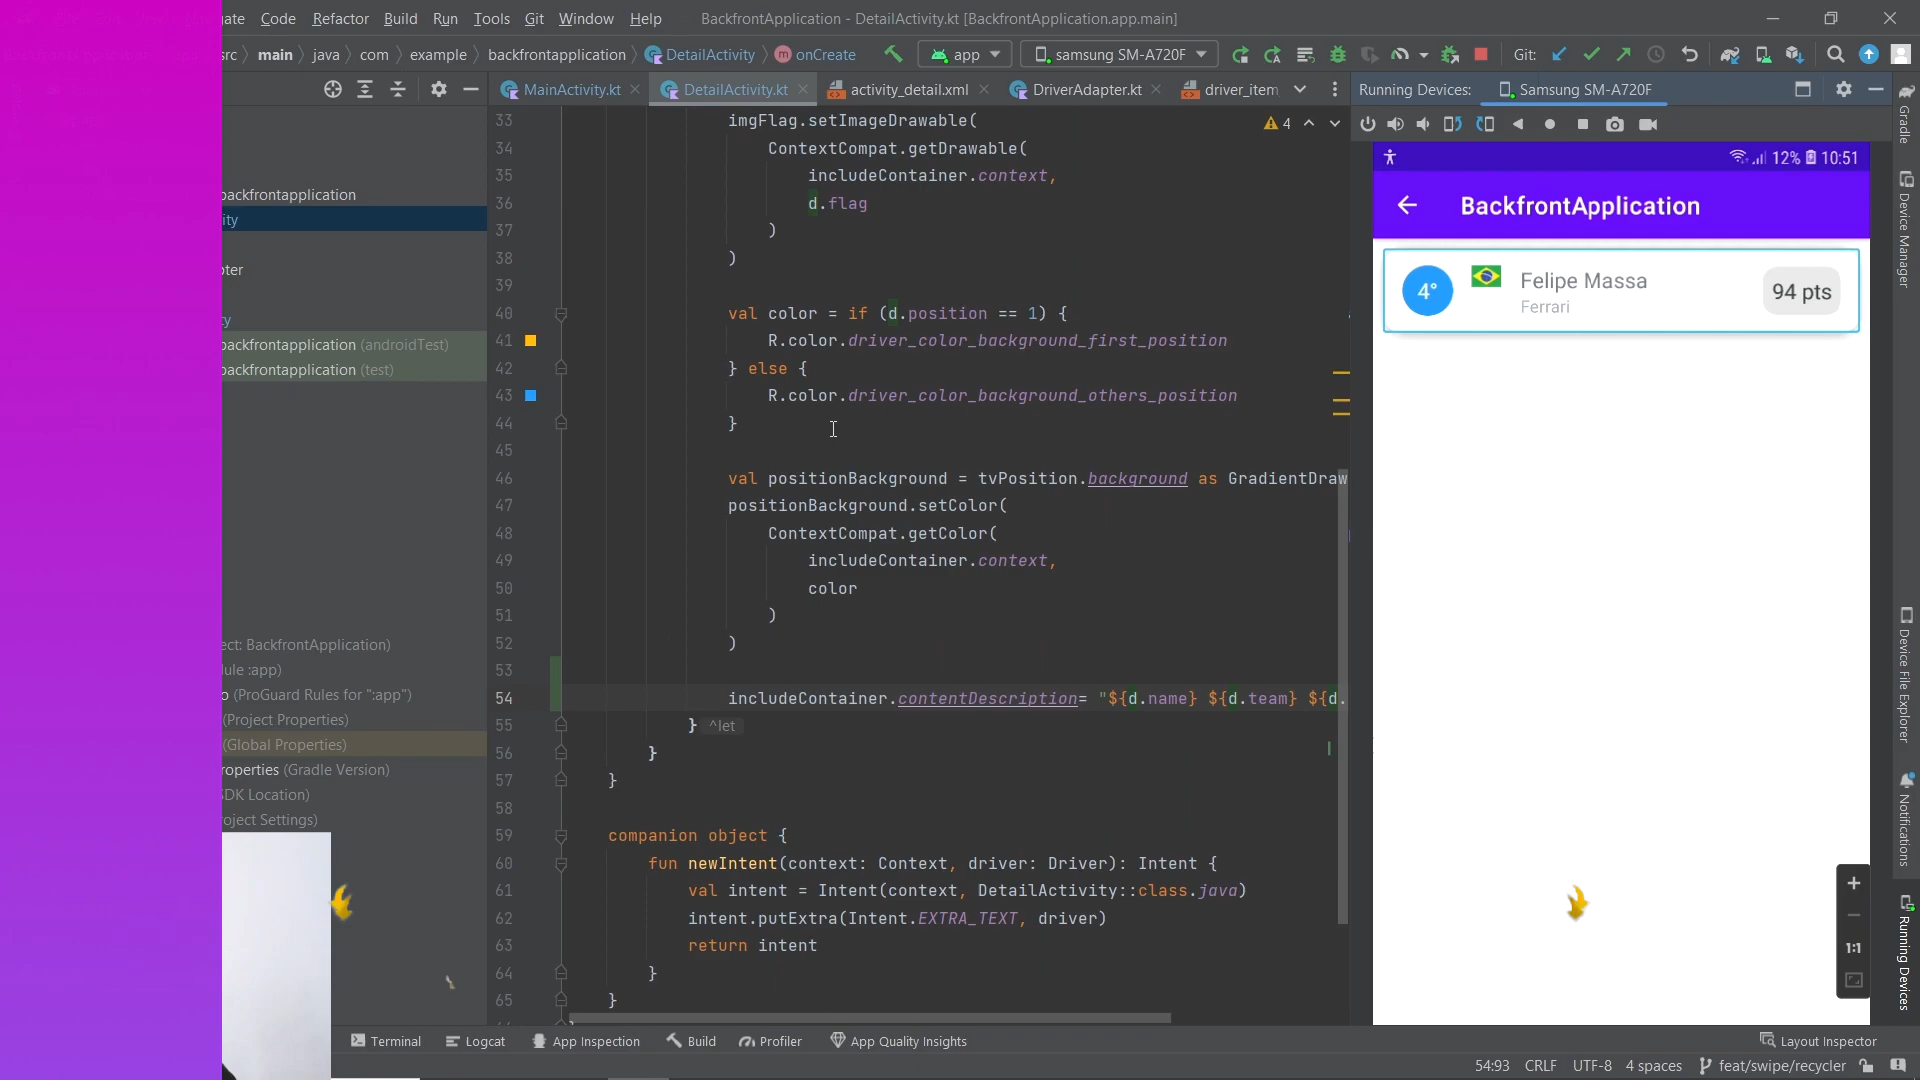 Code Refactor Build Run Tools Git Window Help BackfrontApplication - DetailActivity.kt [BackfrontApplication.app.main]
src main java com example backfrontapplication DetailActivity onCreate app samsung SM-A720F Git:
MainActivity.kt DetailActivity.kt activity_detail.xml DriverAdapter.kt driver_item Running Devices: Samsung SM-A720F
33 imgFlag.setImageDrawable( 4
34 ContextCompat.getDrawable(
35 includeContainer.context,
36 d.flag
37 )
38 )
39
40 val color = if (d.position == 1) {
41 R.color.driver_color_background_first_position
42 } else {
43 R.color.driver_color_background_others_position
44 }
45
46 val positionBackground = tvPosition.background as GradientDraw
47 positionBackground.setColor(
48 ContextCompat.getColor(
49 includeContainer.context,
50 color
51 )
52 )
53
54 includeContainer.contentDescription= "${d.name} ${d.team} ${d.
55 } ^let
56 }
57 }
58
59 companion object {
60 fun newIntent(context: Context, driver: Driver): Intent {
61 val intent = Intent(context, DetailActivity::class.java)
62 intent.putExtra(Intent.EXTRA_TEXT, driver)
63 return intent
64 }
65 }
backfrontapplication
ity
pter
ty
backfrontapplication (androidTest)
backfrontapplication (test)
ect: BackfrontApplication)
ule :app)
o (ProGuard Rules for ":app")
(Project Properties)
(Global Properties)
roperties (Gradle Version)
DK Location)
oject Settings)
12% 10:51
BackfrontApplication
4° Felipe Massa 94 pts
Ferrari
1:1
Gradle
Device Manager
Device File Explorer
Notifications
Running Devices
Terminal Logcat App Inspection Build Profiler App Quality Insights Layout Inspector
54:93 CRLF UTF-8 4 spaces feat/swipe/recycler